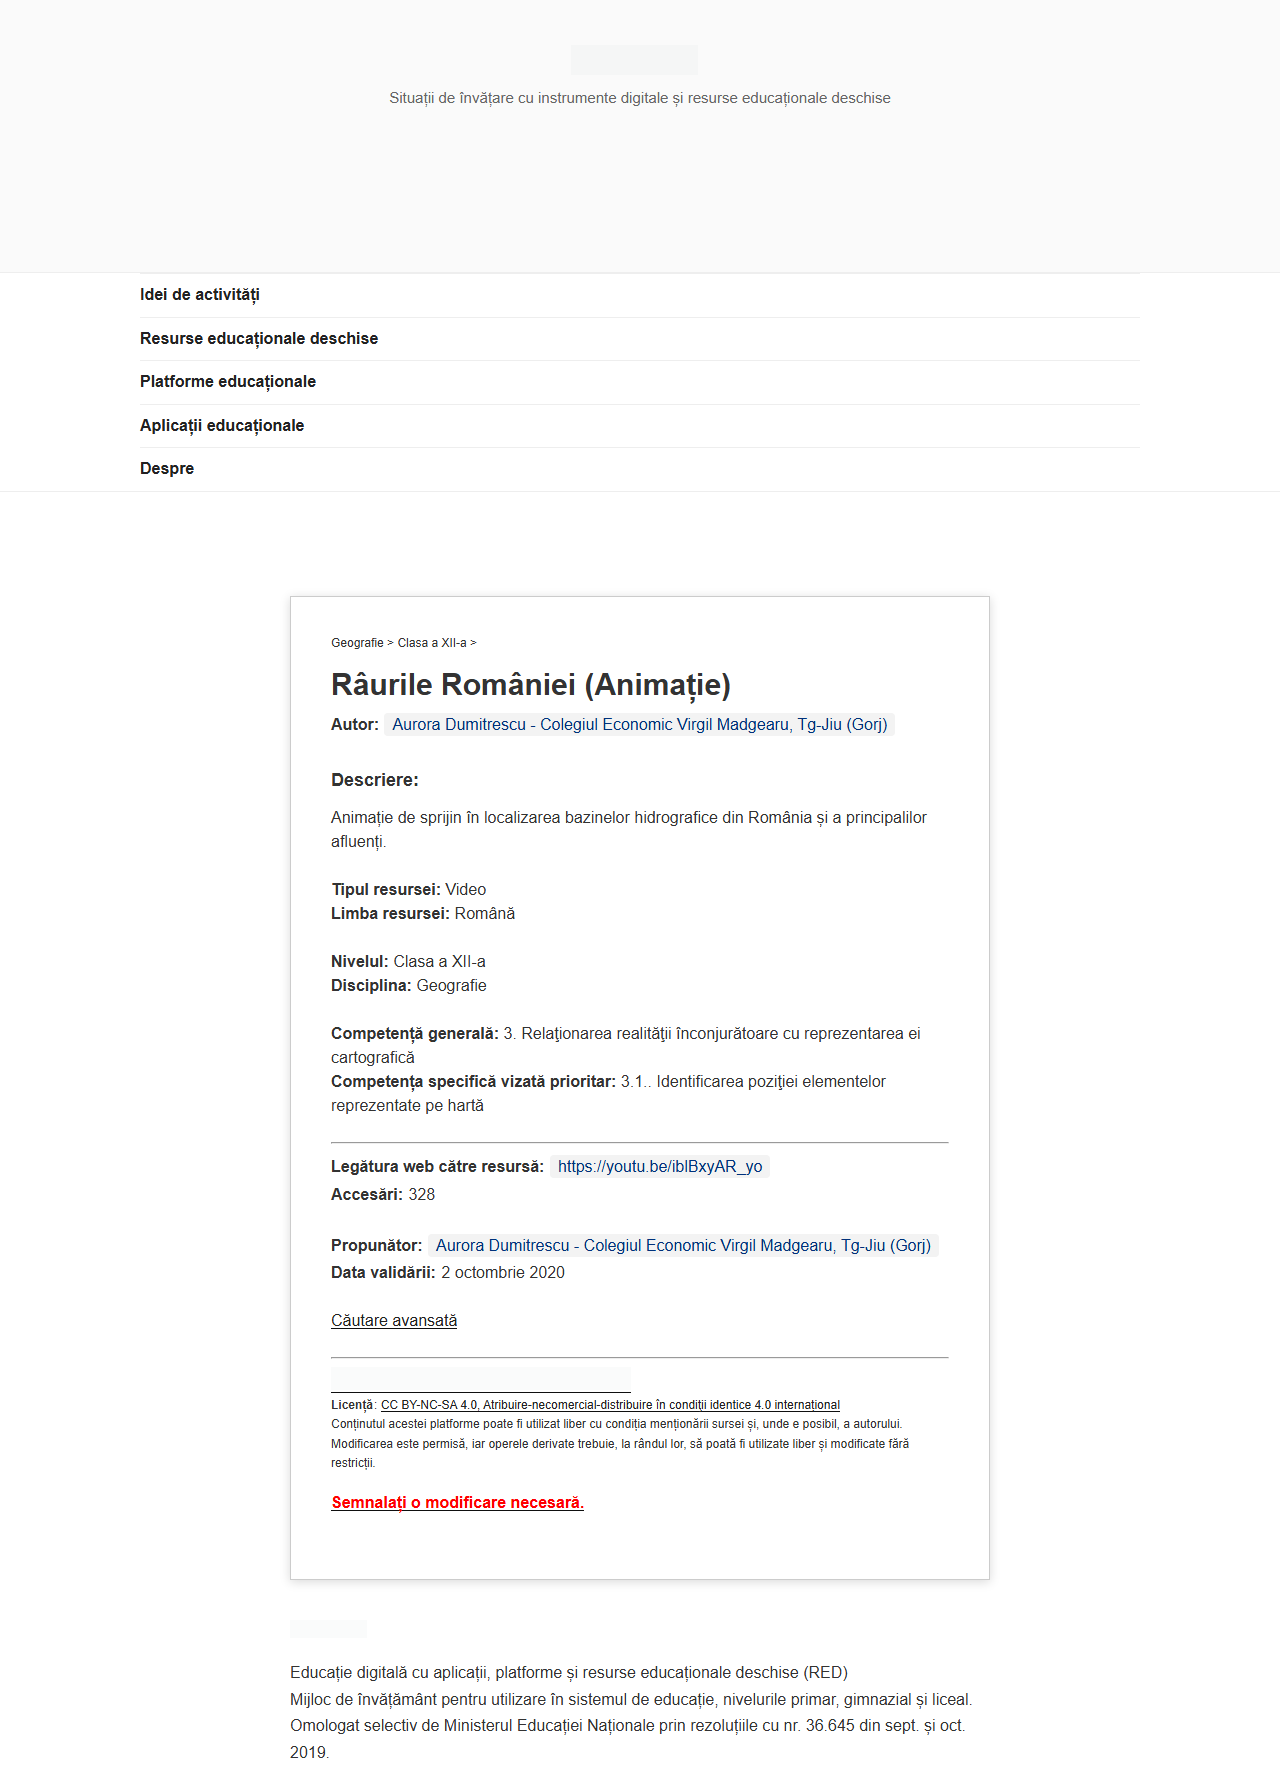 Situații de învățare cu instrumente digitale și resurse educaționale deschise
Idei de activități
Resurse educaționale deschise
Platforme educaționale
Aplicații educaționale
Despre
Geografie > Clasa a XII-a >
Râurile României (Animație)
Autor: Aurora Dumitrescu - Colegiul Economic Virgil Madgearu, Tg-Jiu (Gorj)
Descriere:
Animație de sprijin în localizarea bazinelor hidrografice din România și a principalilor
afluenți.
Tipul resursei: Video
Limba resursei: Română
Nivelul: Clasa a XII-a
Disciplina: Geografie
Competență generală: 3. Relaţionarea realităţii înconjurătoare cu reprezentarea ei
cartografică
Competența specifică vizată prioritar: 3.1.. Identificarea poziţiei elementelor
reprezentate pe hartă
Legătura web către resursă: https://youtu.be/iblBxyAR_yo
Accesări: 328
Propunător: Aurora Dumitrescu - Colegiul Economic Virgil Madgearu, Tg-Jiu (Gorj)
Data validării: 2 octombrie 2020
Căutare avansată
Licență: CC BY-NC-SA 4.0, Atribuire-necomercial-distribuire în condiţii identice 4.0 internațional
Conținutul acestei platforme poate fi utilizat liber cu condiția menționării sursei și, unde e posibil, a autorului.
Modificarea este permisă, iar operele derivate trebuie, la rândul lor, să poată fi utilizate liber și modificate fără
restricții.
Semnalați o modificare necesară.
Educație digitală cu aplicații, platforme și resurse educaționale deschise (RED)
Mijloc de învățământ pentru utilizare în sistemul de educație, nivelurile primar, gimnazial și liceal.
Omologat selectiv de Ministerul Educației Naționale prin rezoluțiile cu nr. 36.645 din sept. și oct.
2019.